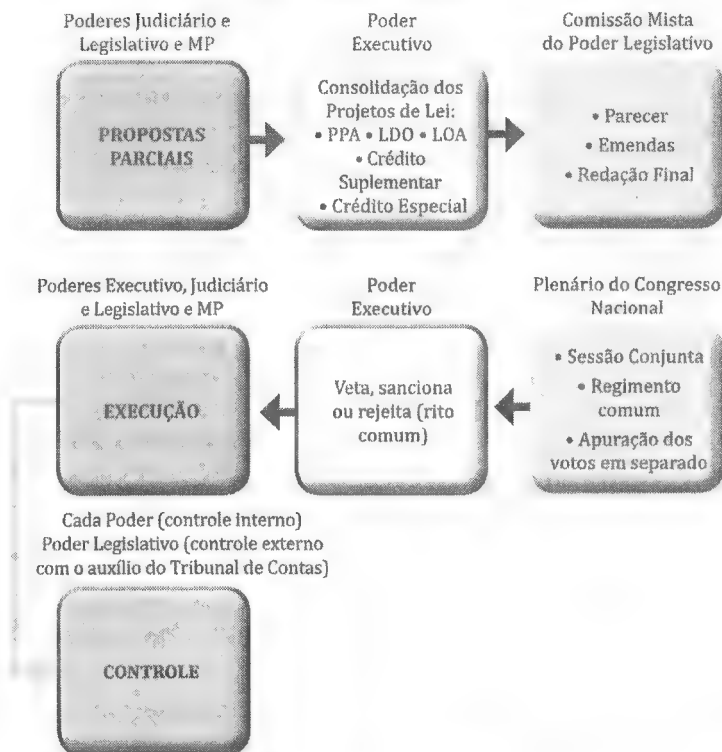 Poderes Judiciário e
Legislativo e MP
PROPOSTAS
PARCIAIS
Poder
Executivo
Consolidação dos
Projetos de Lei:
• PPA • LDO • LOA
• Crédito
Suplementar
• Crédito Especial
Comissão Mista
do Poder Legislativo
• Parecer
• Emendas
• Redação Final
Plenário do Congresso
Nacional
• Sessão Conjunta
• Regimento
comum
• Apuração dos
votos em separado
Poder
Executivo
Veta, sanciona
ou rejeita (rito
comum)
Poderes Executivo, Judiciário
e Legislativo e MP
EXECUÇÃO
Cada Poder (controle interno)
Poder Legislativo (controle externo
com o auxílio do Tribunal de Contas)
CONTROLE